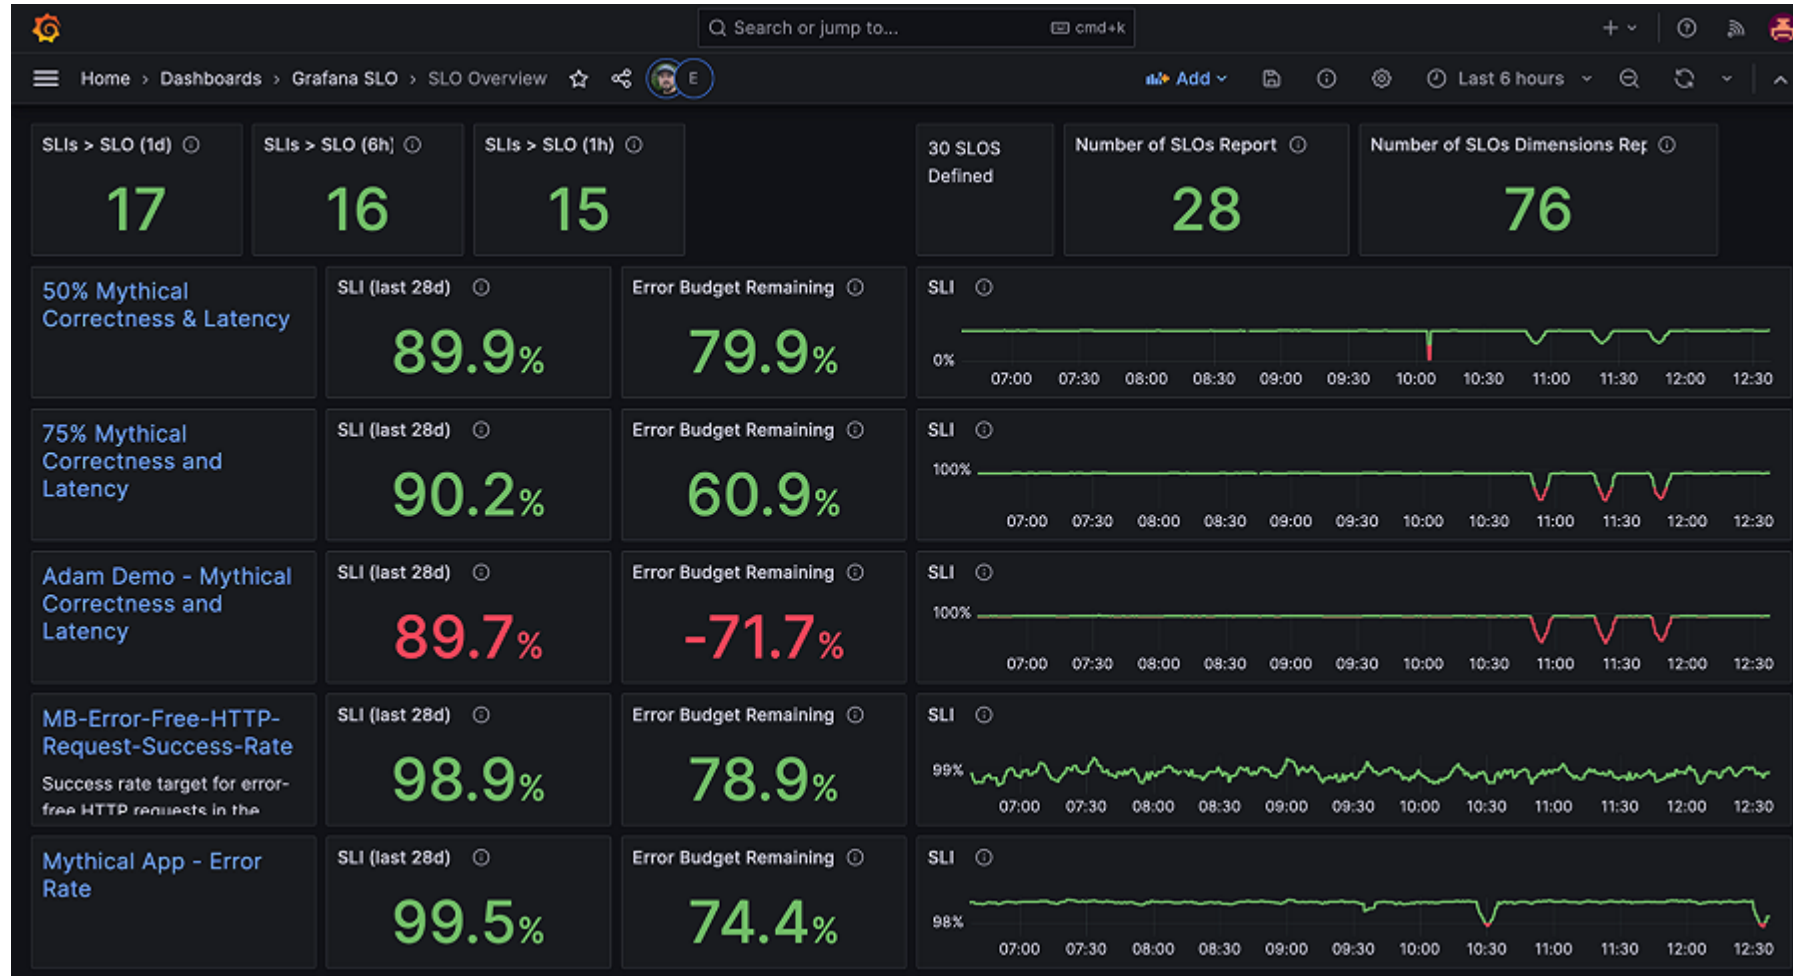 Search or jump to... cmd+k
Home › Dashboards › Grafana SLO › SLO Overview E Add Last 6 hours
SLIs > SLO (1d) SLIs > SLO (6h) SLIs > SLO (1h) 30 SLOS Number of SLOs Report Number of SLOs Dimensions Rep
Defined
17 16 15 28 76
50% Mythical
Correctness & Latency
SLI (last 28d)
89.9%
Error Budget Remaining
79.9%
SLI
0%
07:00 07:30 08:00 08:30 09:00 09:30 10:00 10:30 11:00 11:30 12:00 12:30
75% Mythical
Correctness and
Latency
SLI (last 28d)
90.2%
Error Budget Remaining
60.9%
SLI
100%
07:00 07:30 08:00 08:30 09:00 09:30 10:00 10:30 11:00 11:30 12:00 12:30
Adam Demo - Mythical
Correctness and
Latency
SLI (last 28d)
89.7%
Error Budget Remaining
-71.7%
SLI
100%
07:00 07:30 08:00 08:30 09:00 09:30 10:00 10:30 11:00 11:30 12:00 12:30
MB-Error-Free-HTTP-
Request-Success-Rate
Success rate target for error-
free HTTP requests in the
SLI (last 28d)
98.9%
Error Budget Remaining
78.9%
SLI
99%
07:00 07:30 08:00 08:30 09:00 09:30 10:00 10:30 11:00 11:30 12:00 12:30
Mythical App - Error
Rate
SLI (last 28d)
99.5%
Error Budget Remaining
74.4%
SLI
98%
07:00 07:30 08:00 08:30 09:00 09:30 10:00 10:30 11:00 11:30 12:00 12:30